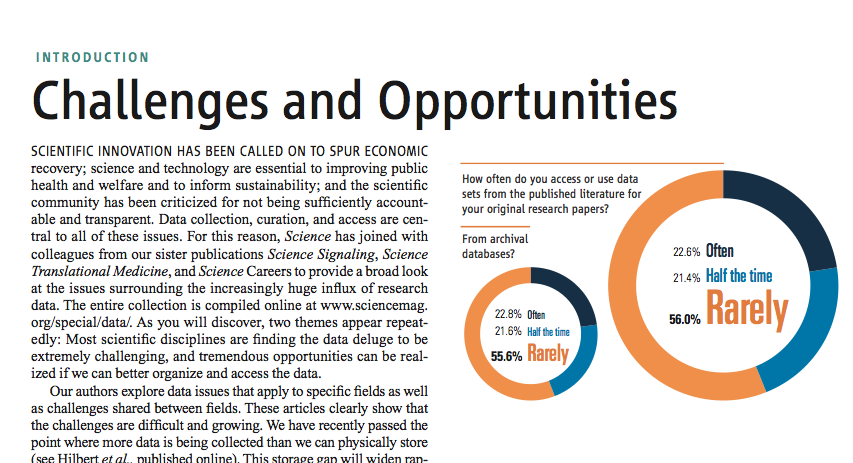 INTRODUCTION
Challenges and Opportunities
SCIENTIFIC INNOVATION HAS BEEN CALLED ON TO SPUR ECONOMIC
recovery; science and technology are essential to improving public
health and welfare and to inform sustainability; and the scientific
community has been criticized for not being sufficiently account-
able and transparent. Data collection, curation, and access are cen-
tral to all of these issues. For this reason, Science has joined with
colleagues from our sister publications Science Signaling, Science
Translational Medicine, and Science Careers to provide a broad look
at the issues surrounding the increasingly huge influx of research
data. The entire collection is compiled online at www.sciencemag.
org/special/data/. As you will discover, two themes appear repeat-
edly: Most scientific disciplines are finding the data deluge to be
extremely challenging, and tremendous opportunities can be real-
ized if we can better organize and access the data.
Our authors explore data issues that apply to specific fields as well
as challenges shared between fields. These articles clearly show that
the challenges are difficult and growing. We have recently passed the
point where more data is being collected than we can physically store
(see Hilbert et al., published online). This storage gap will widen rap-
How often do you access or use data
sets from the published literature for
your original research papers?
From archival
databases?
22.8% Often
21.6% Half the time
55.6% Rarely
22.6% Often
21.4% Half the time
56.0% Rarely